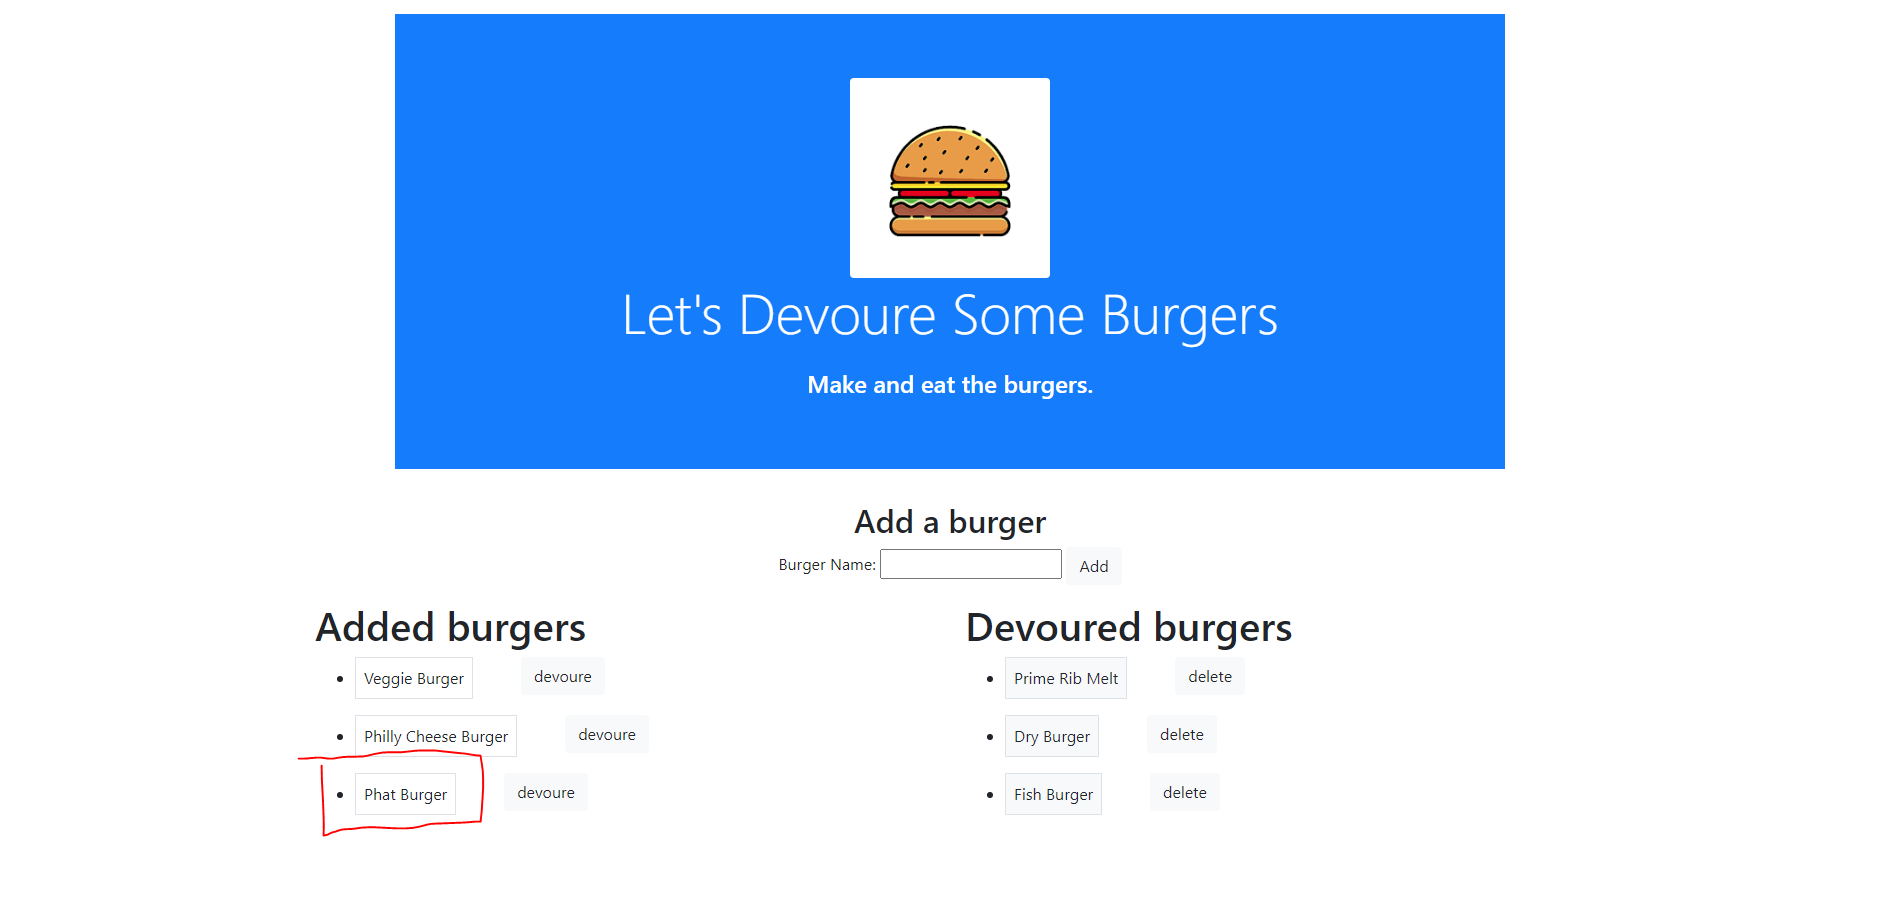 Let's Devoure Some Burgers
Make and eat the burgers.
Add a burger
Burger Name: Add
Added burgers
Veggie Burger devoure
Philly Cheese Burger devoure
Phat Burger devoure
Devoured burgers
Prime Rib Melt delete
Dry Burger delete
Fish Burger delete